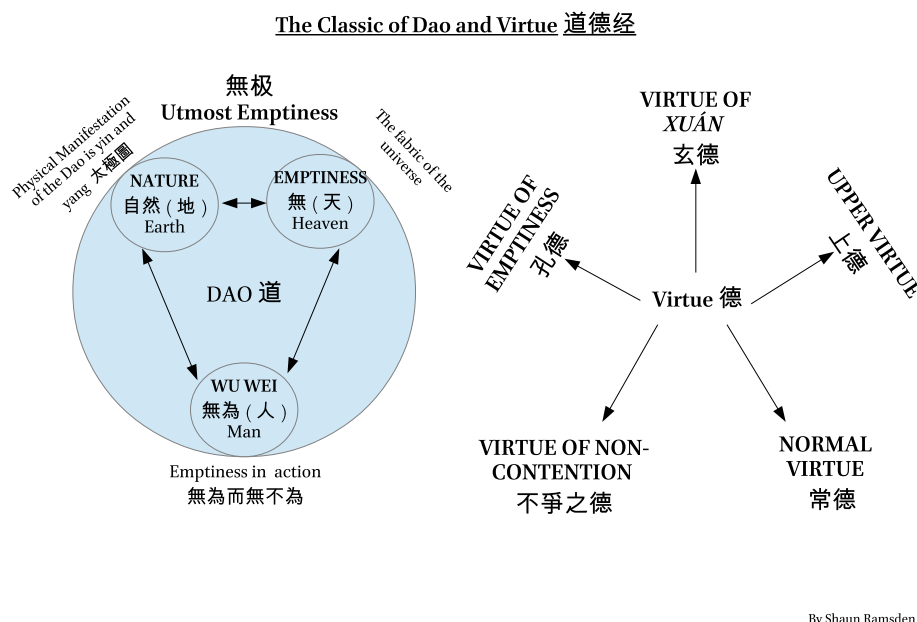 The Classic of Dao and Virtue 道德经
無极
Utmost Emptiness
Physical Manifestation
of the Dao is yin and
yang 太極圖
The fabric of the
universe
NATURE
自然（地）
Earth
EMPTINESS
無（天）
Heaven
DAO 道
WU WEI
無為（人）
Man
Emptiness in action
無為而無不為
VIRTUE OF
XUÁN
玄德
VIRTUE OF
EMPTINESS
孔德
UPPER VIRTUE
上德
Virtue 德
VIRTUE OF NON-
CONTENTION
不爭之德
NORMAL
VIRTUE
常德
By Shaun Ramsden